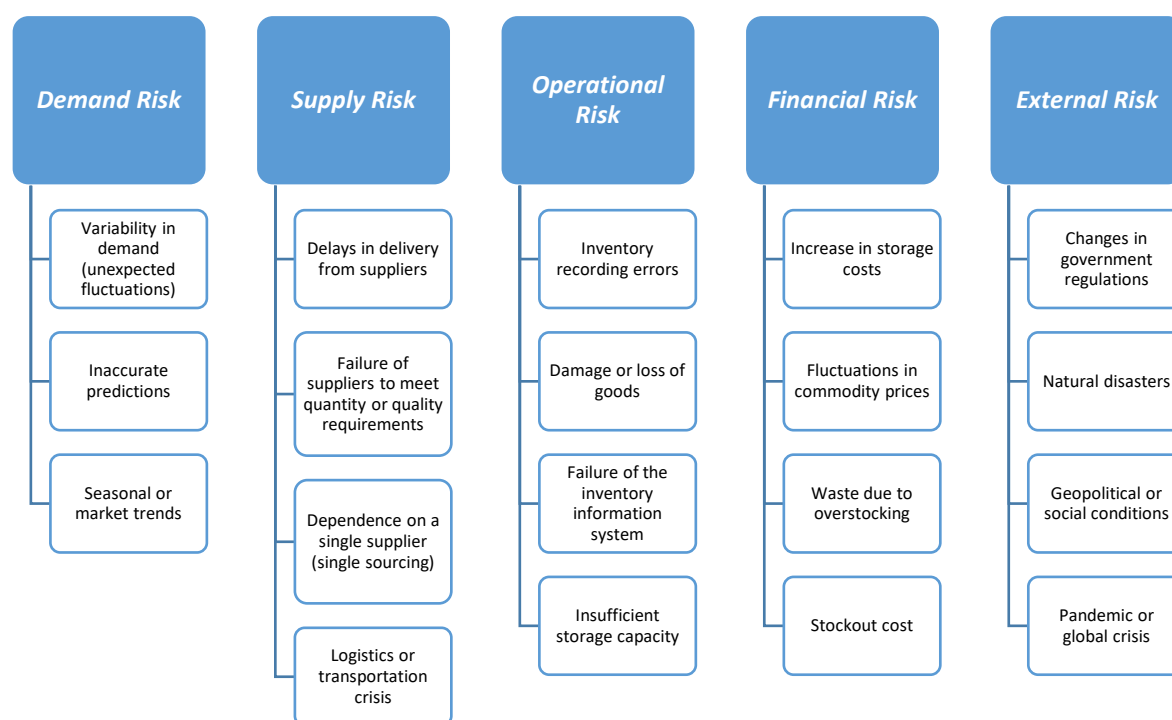 Demand Risk
Variability in
demand
(unexpected
fluctuations)
Inaccurate
predictions
Seasonal or
market trends
Supply Risk
Delays in delivery
from suppliers
Failure of
suppliers to meet
quantity or quality
requirements
Dependence on a
single supplier
(single sourcing)
Logistics or
transportation
crisis
Operational
Risk
Inventory
recording errors
Damage or loss of
goods
Failure of the
inventory
information
system
Insufficient
storage capacity
Financial Risk
Increase in storage
costs
Fluctuations in
commodity prices
Waste due to
overstocking
Stockout cost
External Risk
Changes in
government
regulations
Natural disasters
Geopolitical or
social conditions
Pandemic or
global crisis